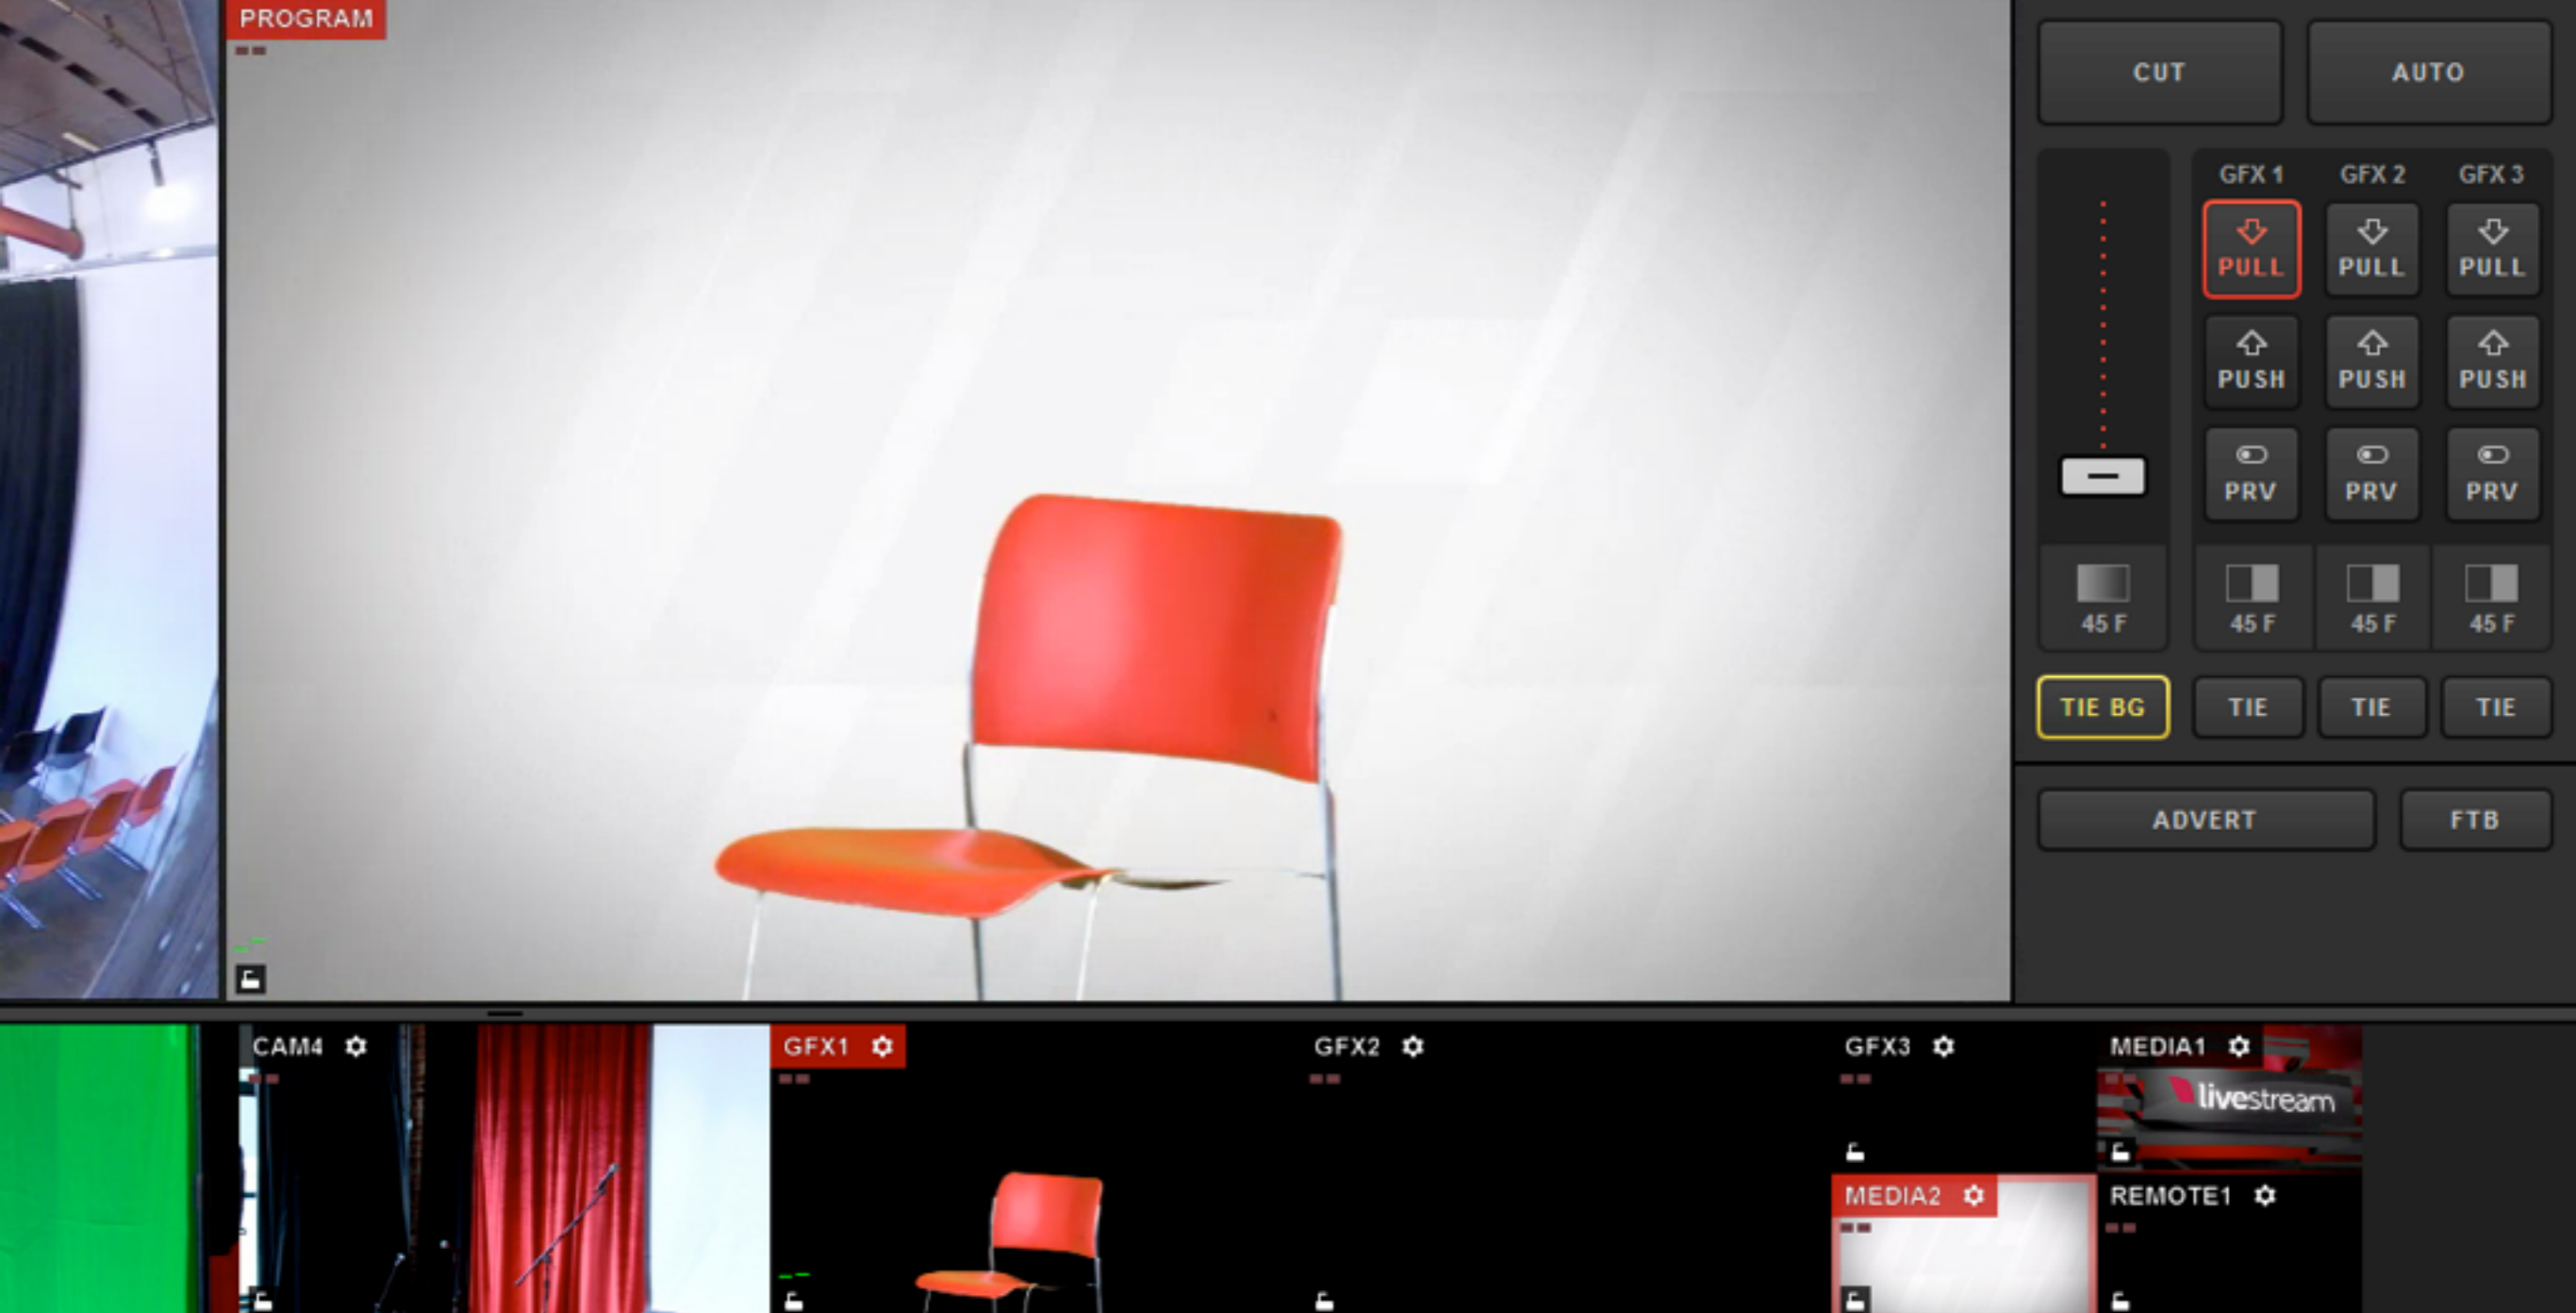 PROGRAM
CUT
AUTO
GFX 1
GFX 2
GFX 3
PULL
PULL
PULL
PUSH
PUSH
PUSH
PRV
PRV
PRV
45 F
45 F
45 F
45 F
TIE BG
TIE
TIE
TIE
ADVERT
FTB
CAM4
GFX1
GFX2
GFX3
MEDIA1
livestream
MEDIA2
REMOTE1